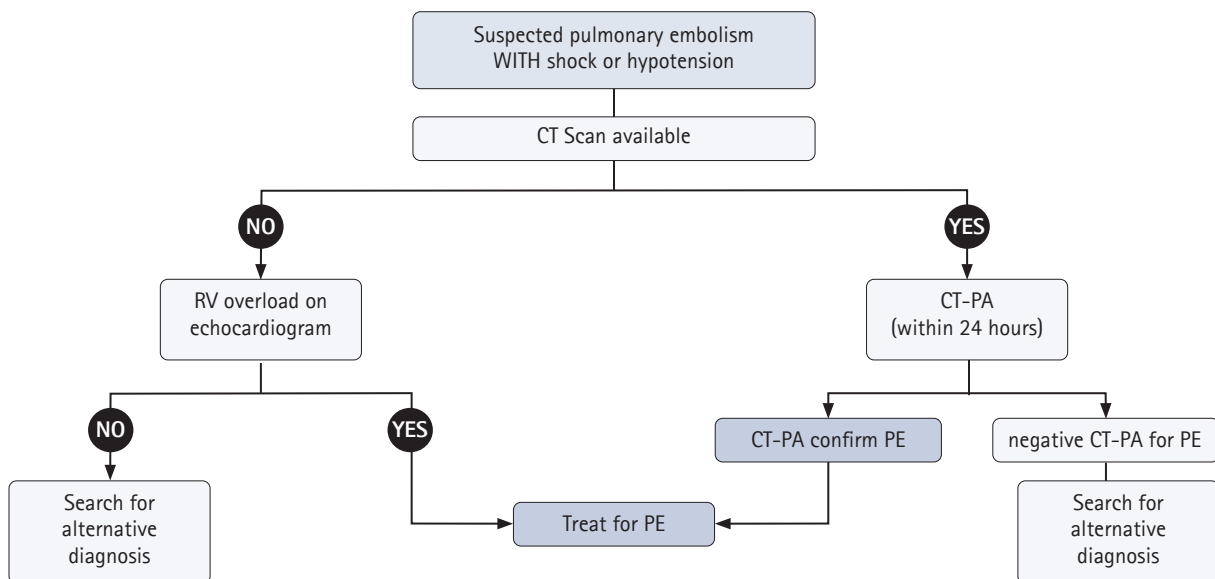 Suspected pulmonary embolism
WITH shock or hypotension
CT Scan available
NO
YES
RV overload on
echocardiogram
CT-PA
(within 24 hours)
NO
YES
CT-PA confirm PE
negative CT-PA for PE
Search for
alternative
diagnosis
Treat for PE
Search for
alternative
diagnosis